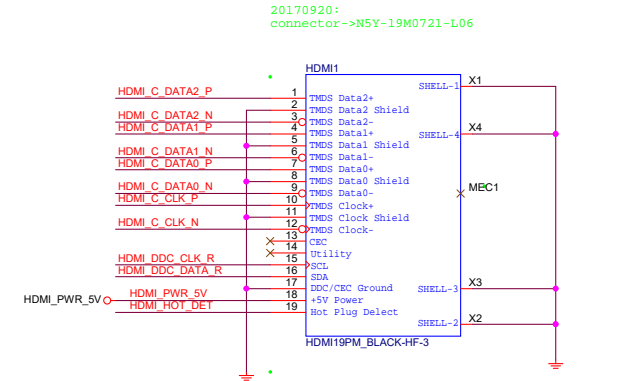 20170920:
connector->N5Y-19M0721-L06
HDMI1
HDMI_C_DATA2_P 1 TMDS Data2+ SHELL-1 X1
2 TMDS Data2 Shield
HDMI_C_DATA2_N 3 TMDS Data2-
HDMI_C_DATA1_P 4 TMDS Data1+ SHELL-4 X4
5 TMDS Data1 Shield
HDMI_C_DATA1_N 6 TMDS Data1-
HDMI_C_DATA0_P 7 TMDS Data0+
8 TMDS Data0 Shield
HDMI_C_DATA0_N 9 TMDS Data0- MEC1
HDMI_C_CLK_P 10 TMDS Clock+
11 TMDS Clock Shield
HDMI_C_CLK_N 12 TMDS Clock-
13 CEC
14 Utility
HDMI_DDC_CLK_R 15 SCL
HDMI_DDC_DATA_R 16 SDA
17 DDC/CEC Ground SHELL-3 X3
HDMI_PWR_5V HDMI_PWR_5V 18 +5V Power
HDMI_HOT_DET 19 Hot Plug Delect
SHELL-2 X2
HDMI19PM_BLACK-HF-3